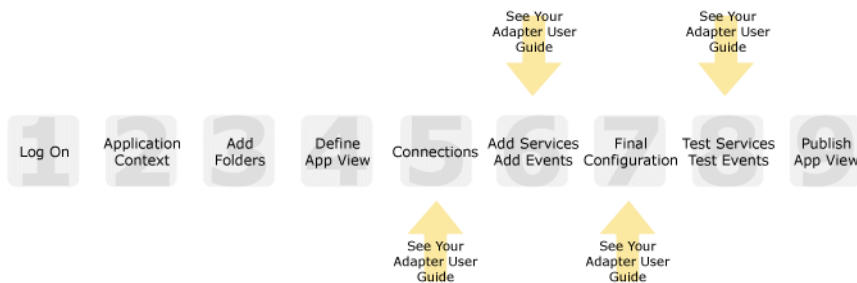 See Your
Adapter User
Guide
See Your
Adapter User
Guide
1
Log On
2
Application
Context
3
Add
Folders
4
Define
App View
5
Connections
6
Add Services
Add Events
7
Final
Configuration
8
Test Services
Test Events
9
Publish
App View
See Your
Adapter User
Guide
See Your
Adapter User
Guide